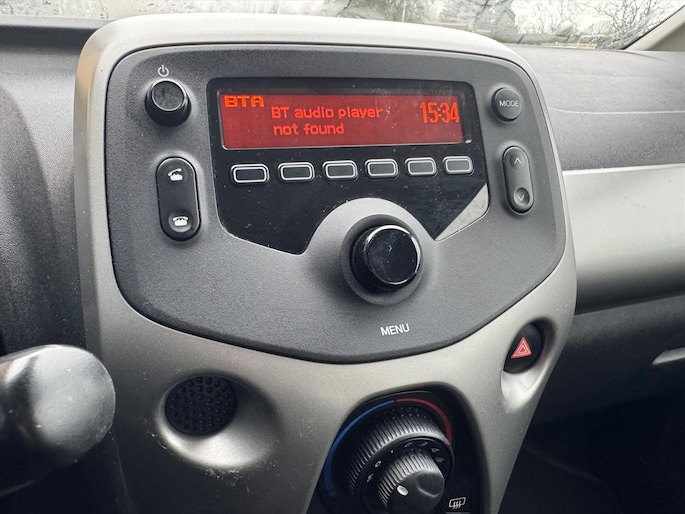 BTA
BT audio player
15:34
not found
MODE
MENU